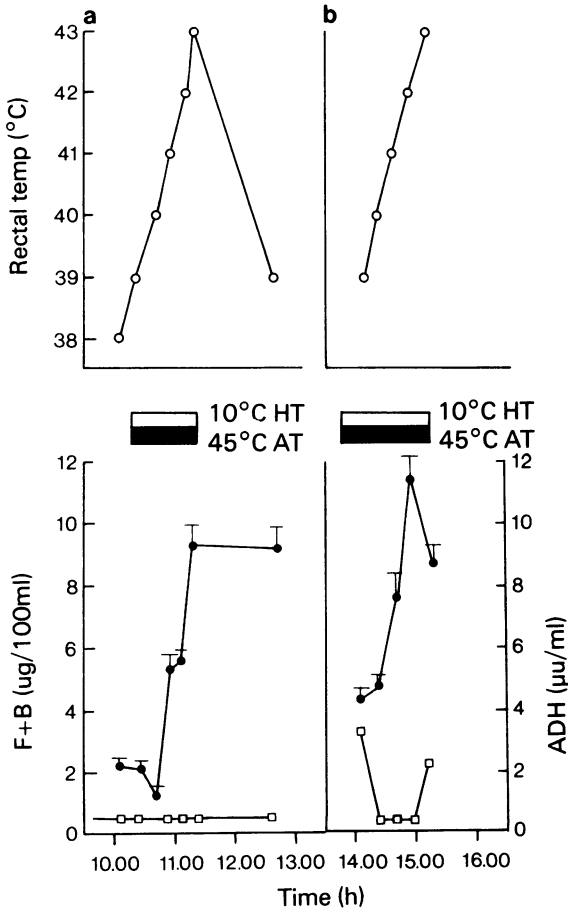 a
b
43
42
41
40
39
38
Rectal temp (°C)
10°C HT
45°C AT
10°C HT
45°C AT
12
10
8
6
4
2
0
F+B (ug/100ml)
12
10
8
6
4
2
0
ADH (µu/ml)
10.00 11.00 12.00 13.00 14.00 15.00 16.00
Time (h)